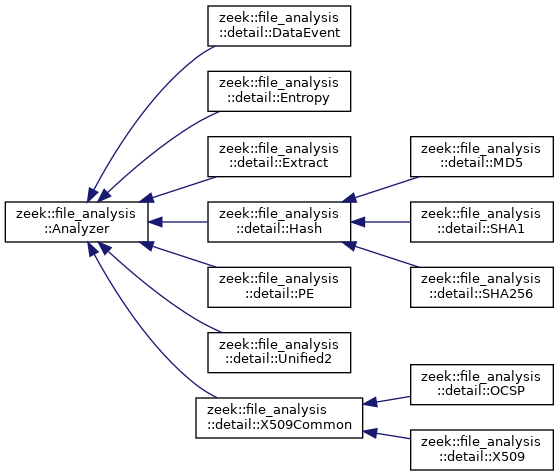 zeek::file_analysis
::detail::DataEvent
zeek::file_analysis
::detail::Entropy
zeek::file_analysis
::detail::Extract
zeek::file_analysis
::detail::MD5
zeek::file_analysis
::Analyzer
zeek::file_analysis
::detail::Hash
zeek::file_analysis
::detail::SHA1
zeek::file_analysis
::detail::PE
zeek::file_analysis
::detail::SHA256
zeek::file_analysis
::detail::Unified2
zeek::file_analysis
::detail::OCSP
zeek::file_analysis
::detail::X509Common
zeek::file_analysis
::detail::X509